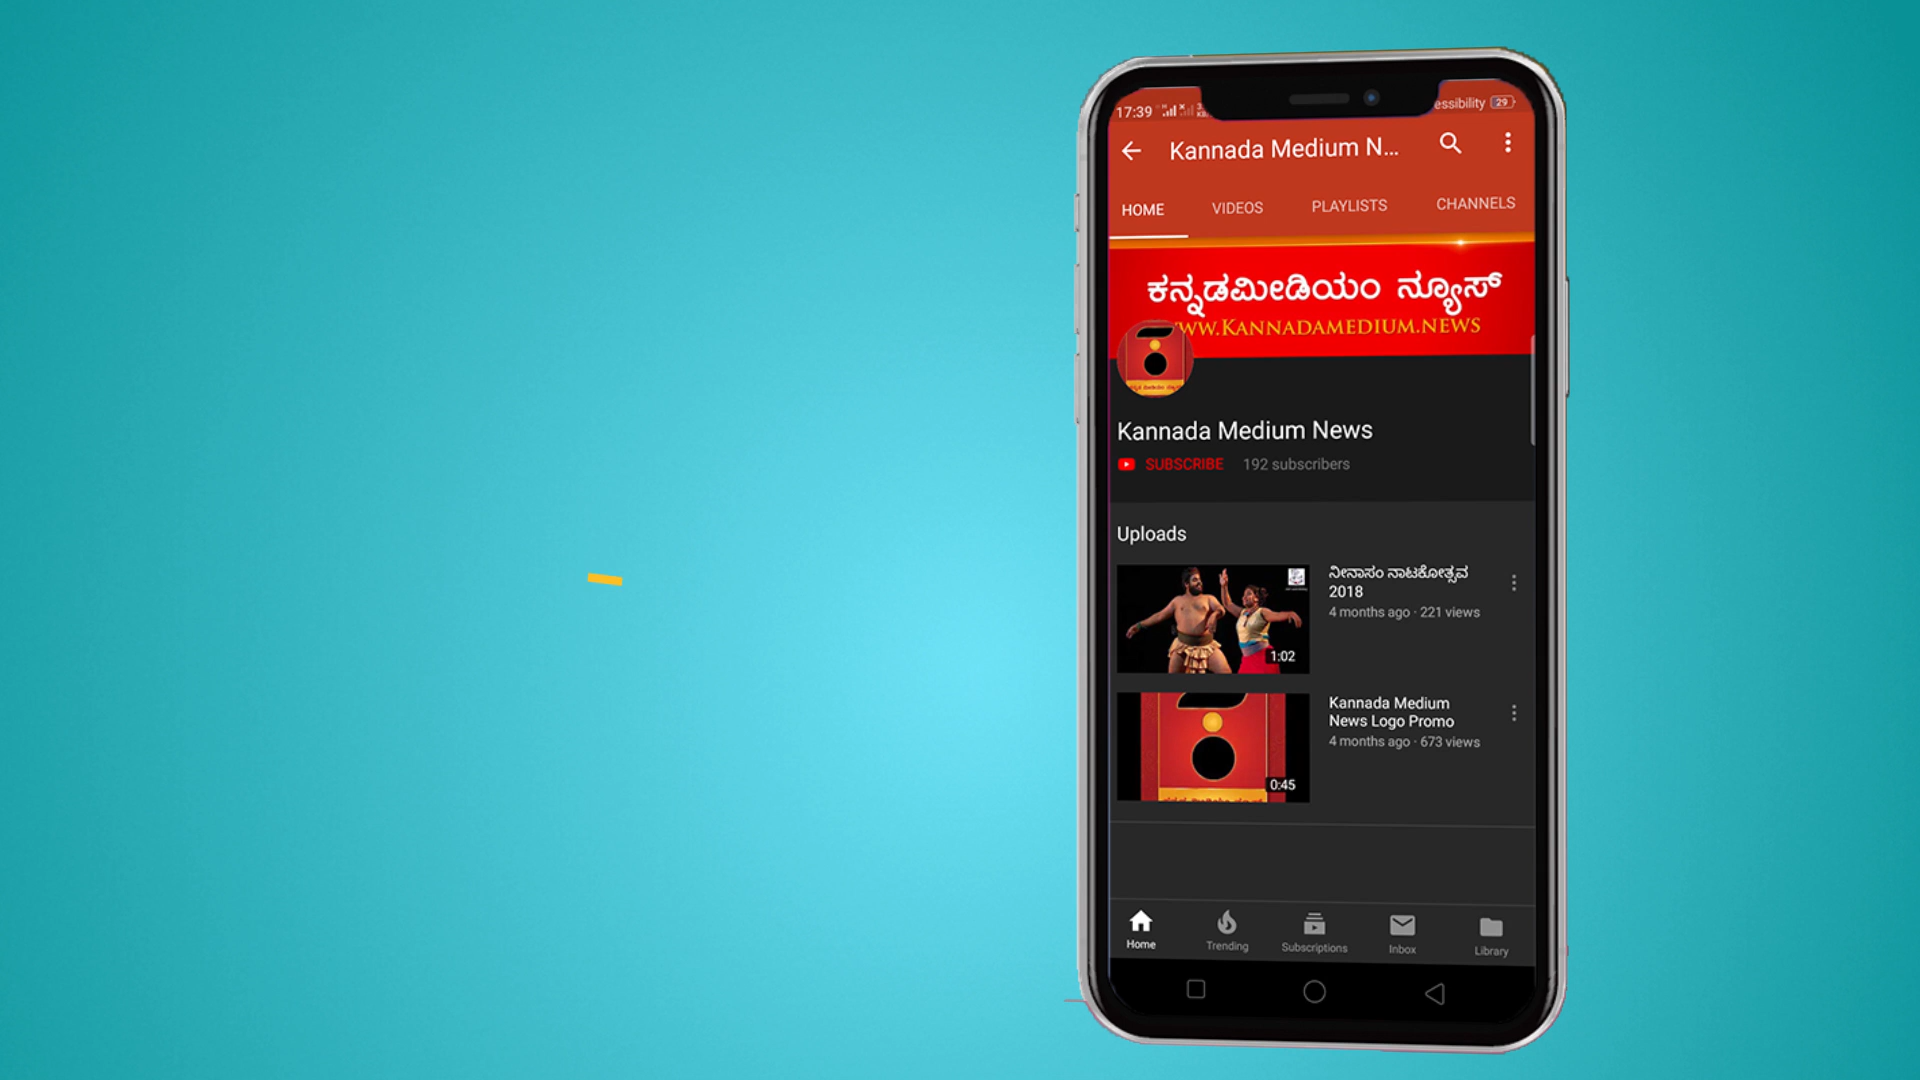 17:39
essibility 29
Kannada Medium N...
HOME VIDEOS PLAYLISTS CHANNELS
ಕನ್ನಡಮೀಡಿಯಂ ನ್ಯೂಸ್
WW.KANNADAMEDIUM.NEWS
Kannada Medium News
SUBSCRIBE 192 subscribers
Uploads
ನೀನಾಸಂ ನಾಟಕೋತ್ಸವ
2018
4 months ago · 221 views
1:02
Kannada Medium
News Logo Promo
4 months ago · 673 views
0:45
Home Trending Subscriptions Inbox Library